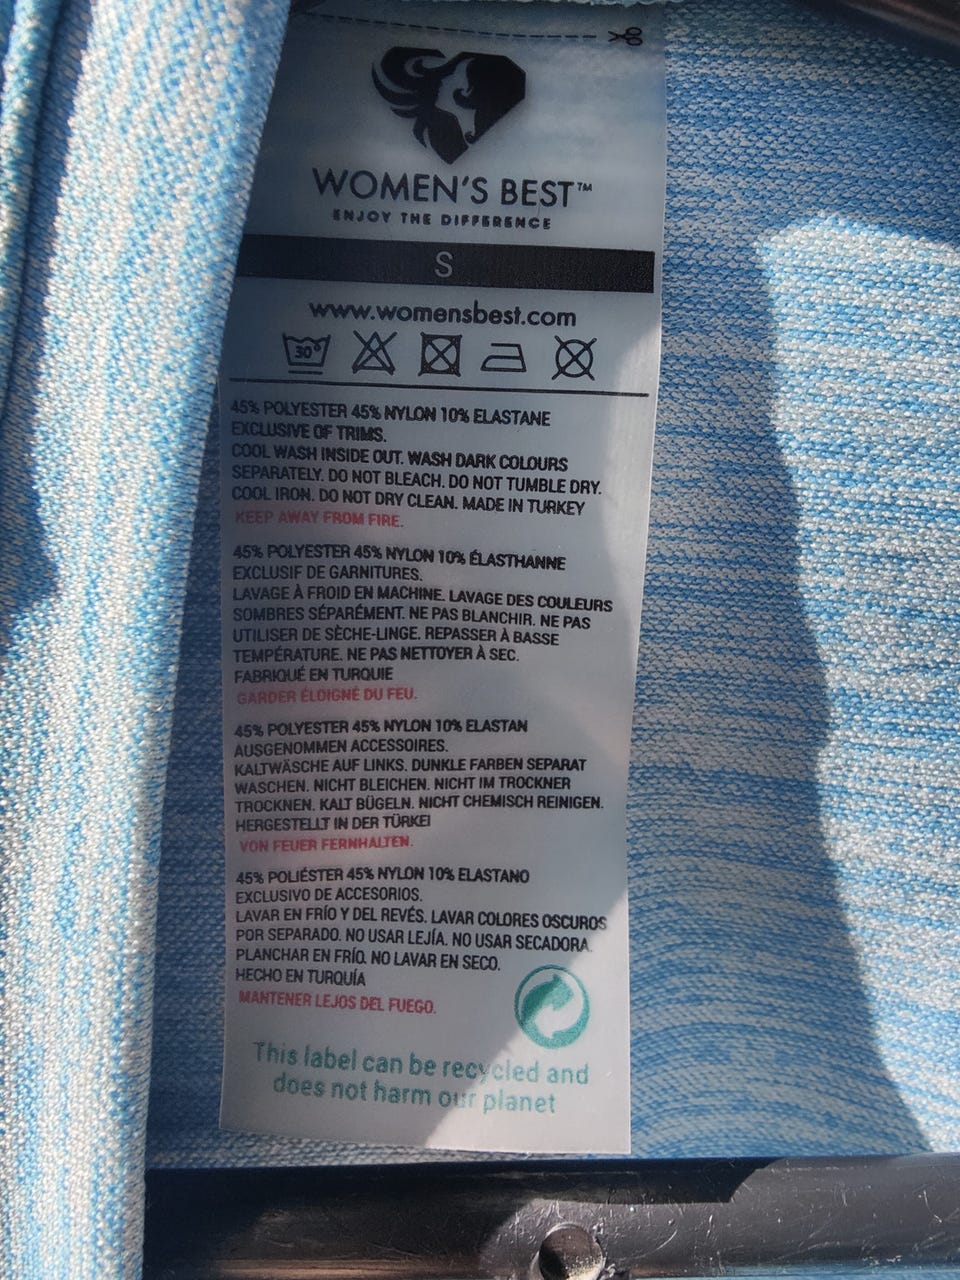 WOMEN'S BEST™
ENJOY THE DIFFERENCE
S
www.womensbest.com
30°
45% POLYESTER 45% NYLON 10% ELASTANE
EXCLUSIVE OF TRIMS.
COOL WASH INSIDE OUT. WASH DARK COLOURS
SEPARATELY. DO NOT BLEACH. DO NOT TUMBLE DRY.
COOL IRON. DO NOT DRY CLEAN. MADE IN TURKEY
KEEP AWAY FROM FIRE.
45% POLYESTER 45% NYLON 10% ÉLASTHANNE
EXCLUSIF DE GARNITURES.
LAVAGE À FROID EN MACHINE. LAVAGE DES COULEURS
SOMBRES SÉPARÉMENT. NE PAS BLANCHIR. NE PAS
UTILISER DE SÈCHE-LINGE. REPASSER À BASSE
TEMPÉRATURE. NE PAS NETTOYER À SEC.
FABRIQUÉ EN TURQUIE
GARDER ÉLOIGNÉ DU FEU.
45% POLYESTER 45% NYLON 10% ELASTAN
AUSGENOMMEN ACCESSOIRES.
KALTWÄSCHE AUF LINKS. DUNKLE FARBEN SEPARAT
WASCHEN. NICHT BLEICHEN. NICHT IM TROCKNER
TROCKNEN. KALT BÜGELN. NICHT CHEMISCH REINIGEN.
HERGESTELLT IN DER TÜRKEI
VON FEUER FERNHALTEN.
45% POLIÉSTER 45% NYLON 10% ELASTANO
EXCLUSIVO DE ACCESORIOS.
LAVAR EN FRÍO Y DEL REVÉS. LAVAR COLORES OSCUROS
POR SEPARADO. NO USAR LEJÍA. NO USAR SECADORA.
PLANCHAR EN FRÍO. NO LAVAR EN SECO.
HECHO EN TURQUÍA
MANTENER LEJOS DEL FUEGO.
This label can be recycled and
does not harm our planet